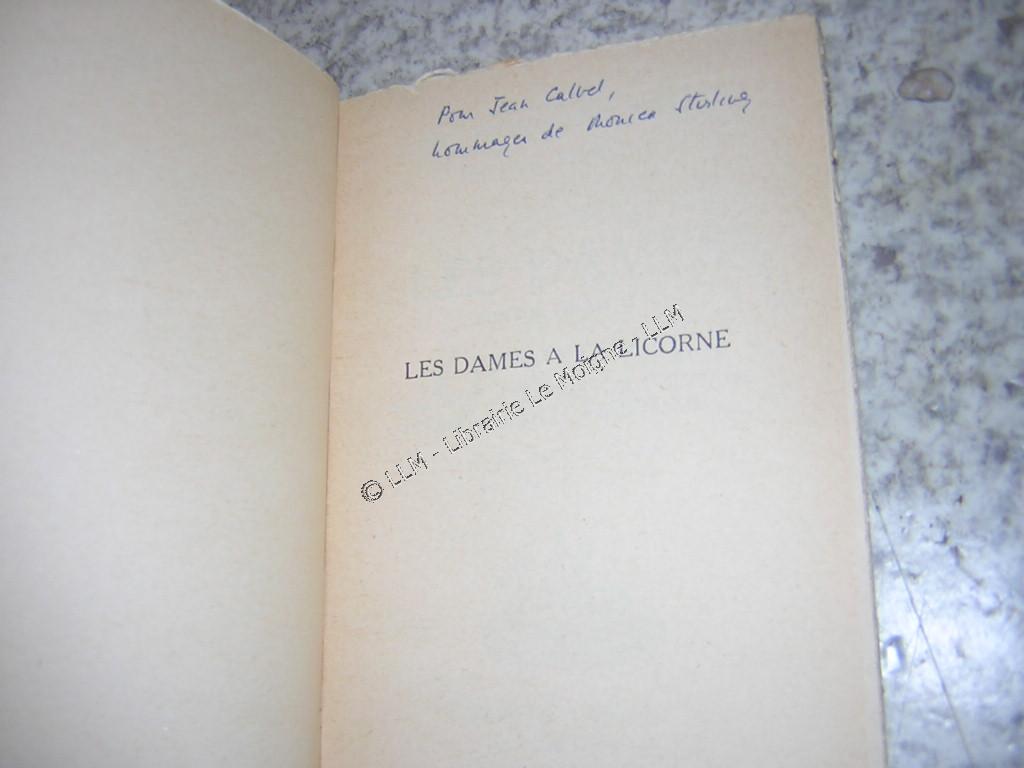 Pour Jean Calvel,
hommages de Monica Stirling
LES DAMES A LA LICORNE
© LLM - Librairie Le Moigne - LLM